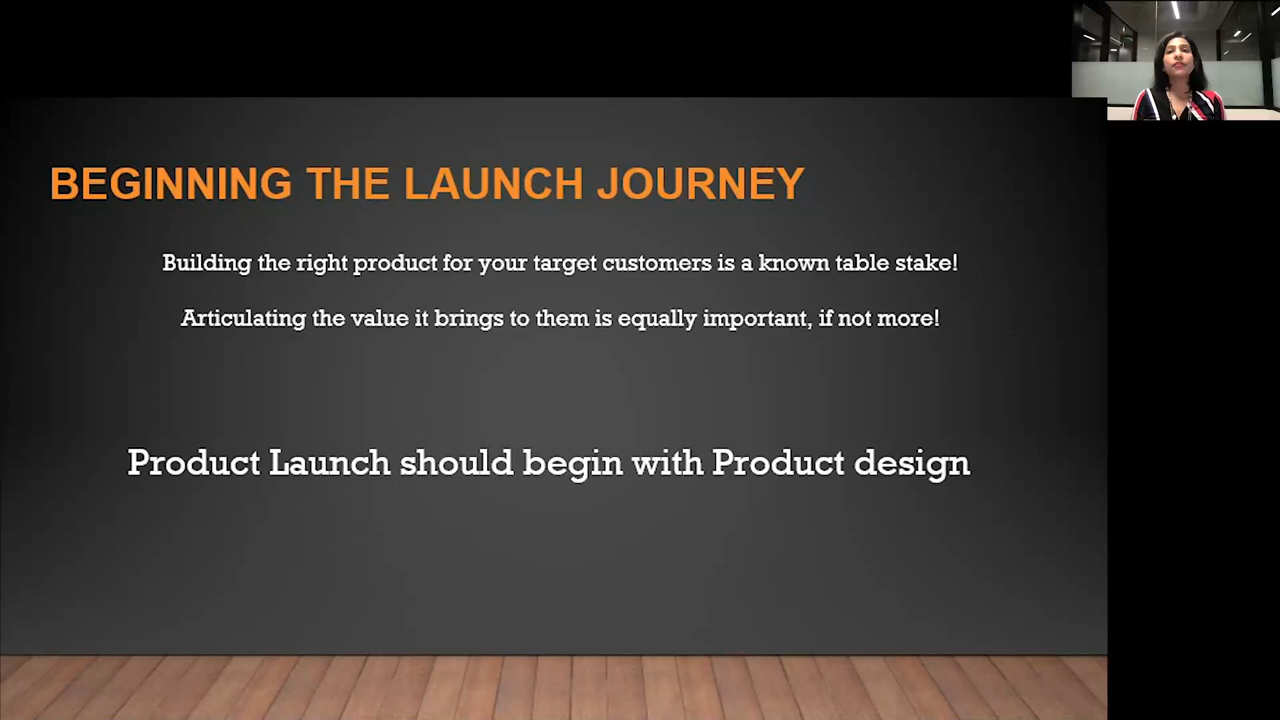 BEGINNING THE LAUNCH JOURNEY
Building the right product for your target customers is a known table stake!
Articulating the value it brings to them is equally important, if not more!
Product Launch should begin with Product design